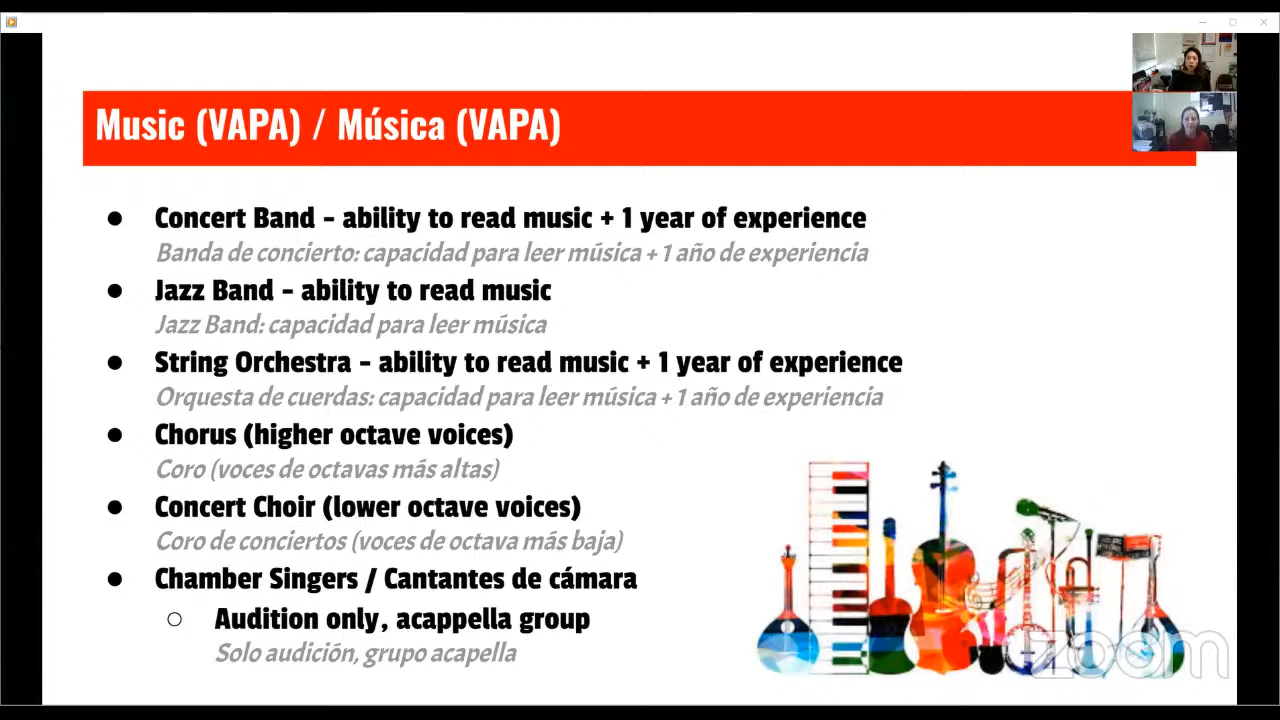 Music (VAPA) / Música (VAPA)
● Concert Band - ability to read music + 1 year of experience
Banda de concierto: capacidad para leer música + 1 año de experiencia
● Jazz Band - ability to read music
Jazz Band: capacidad para leer música
● String Orchestra - ability to read music + 1 year of experience
Orquesta de cuerdas: capacidad para leer música + 1 año de experiencia
● Chorus (higher octave voices)
Coro (voces de octavas más altas)
● Concert Choir (lower octave voices)
Coro de conciertos (voces de octava más baja)
● Chamber Singers / Cantantes de cámara
○ Audition only, acappella group
Solo audición, grupo acapella
zoom